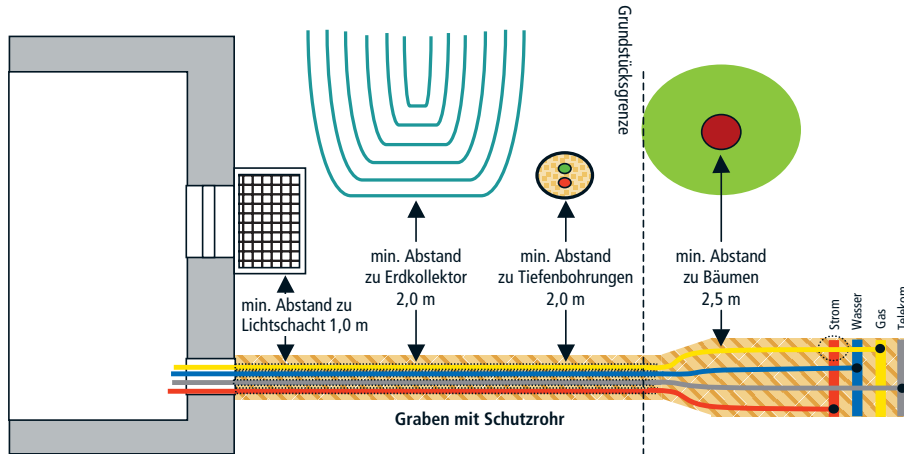 Grundstücksgrenze
min. Abstand
zu Erdkollektor
2,0 m
min. Abstand
zu Tiefenbohrungen
2,0 m
min. Abstand
zu Bäumen
2,5 m
min. Abstand zu
Lichtschacht 1,0 m
Strom
Wasser
Gas
Telekom
Graben mit Schutzrohr